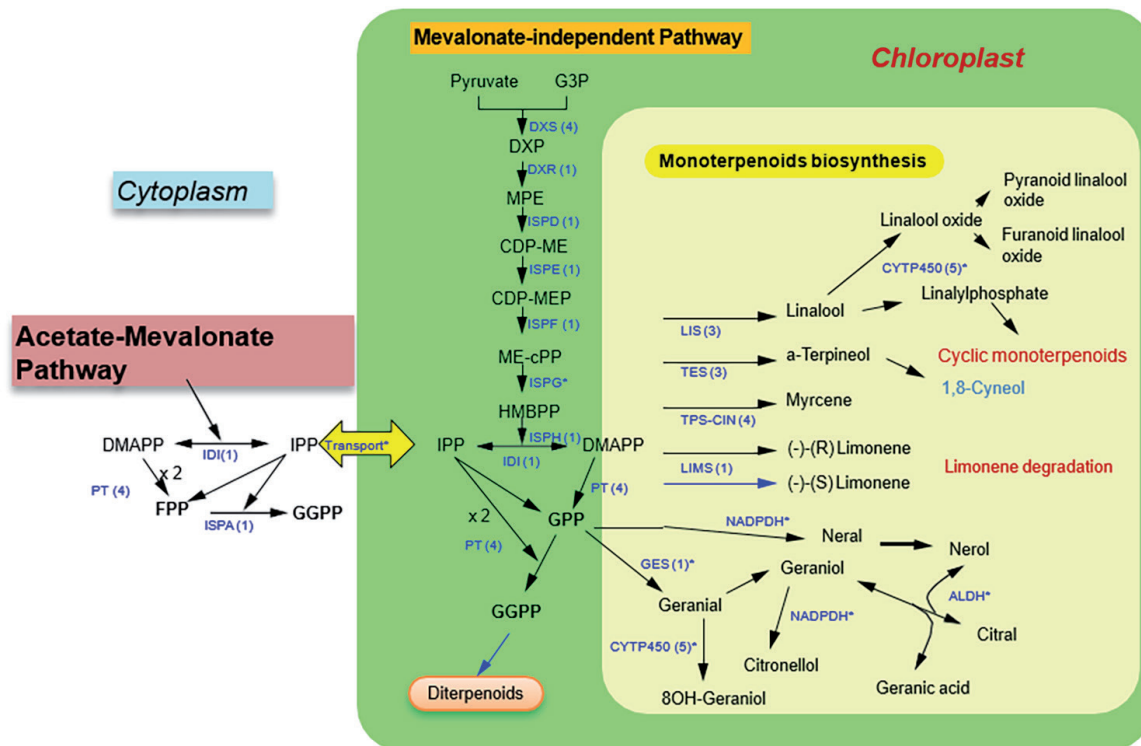 Mevalonate-independent Pathway
Chloroplast
Pyruvate
G3P
DXS (4)
DXP
DXR (1)
MPE
ISPD (1)
CDP-ME
ISPE (1)
CDP-MEP
ISPF (1)
ME-cPP
ISPG*
HMBPP
ISPH (1)
IPP
IDI (1)
DMAPP
PT (4)
x 2
GPP
PT (4)
GGPP
Diterpenoids
Cytoplasm
Acetate-Mevalonate
Pathway
DMAPP
IDI(1)
IPP
Transport*
x 2
PT (4)
FPP
ISPA (1)
GGPP
Monoterpenoids biosynthesis
Pyranoid linalool
oxide
Linalool oxide
Furanoid linalool
oxide
CYTP450 (5)*
Linalool
Linalylphosphate
LIS (3)
Cyclic monoterpenoids
a-Terpineol
TES (3)
1,8-Cyneol
Myrcene
TPS-CIN (4)
(-)-(R) Limonene
LIMS (1)
Limonene degradation
(-)-(S) Limonene
NADPDH*
Neral
Nerol
GES (1)*
Geraniol
Geranial
NADPDH*
ALDH*
Citral
CYTP450 (5)*
Citronellol
Geranic acid
8OH-Geraniol